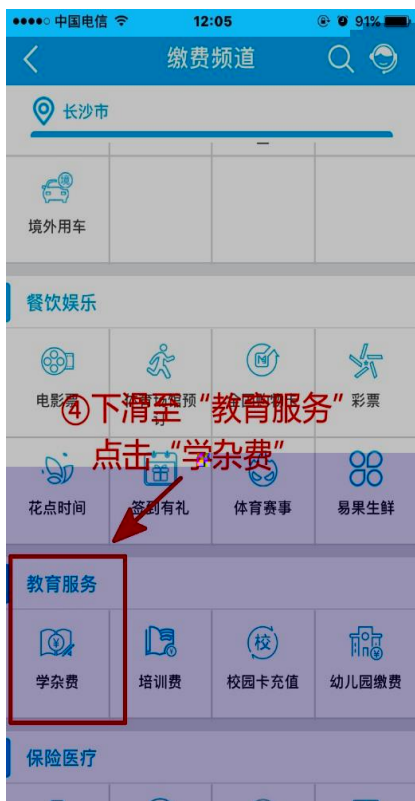 中国电信 12:05 91%
缴费频道
长沙市
境外用车
餐饮娱乐
电影票 彩票
④下滑至“教育服务”
点击“学杂费”
花点时间 签到有礼 体育赛事 易果生鲜
教育服务
学杂费 培训费 校园卡充值 幼儿园缴费
保险医疗